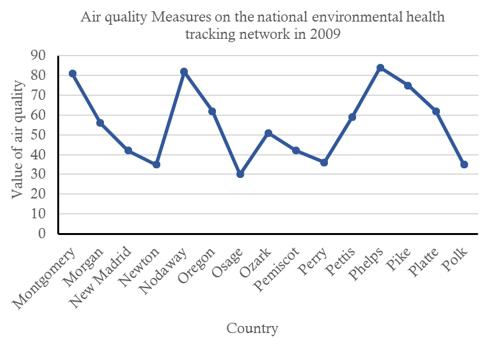 Air quality Measures on the national environmental health
tracking network in 2009
Value of air quality
90
80
70
60
50
40
30
20
10
0
Montgomery
Morgan
New Madrid
Newton
Nodaway
Oregon
Osage
Ozark
Pemiscot
Perry
Pettis
Phelps
Pike
Platte
Polk
Country